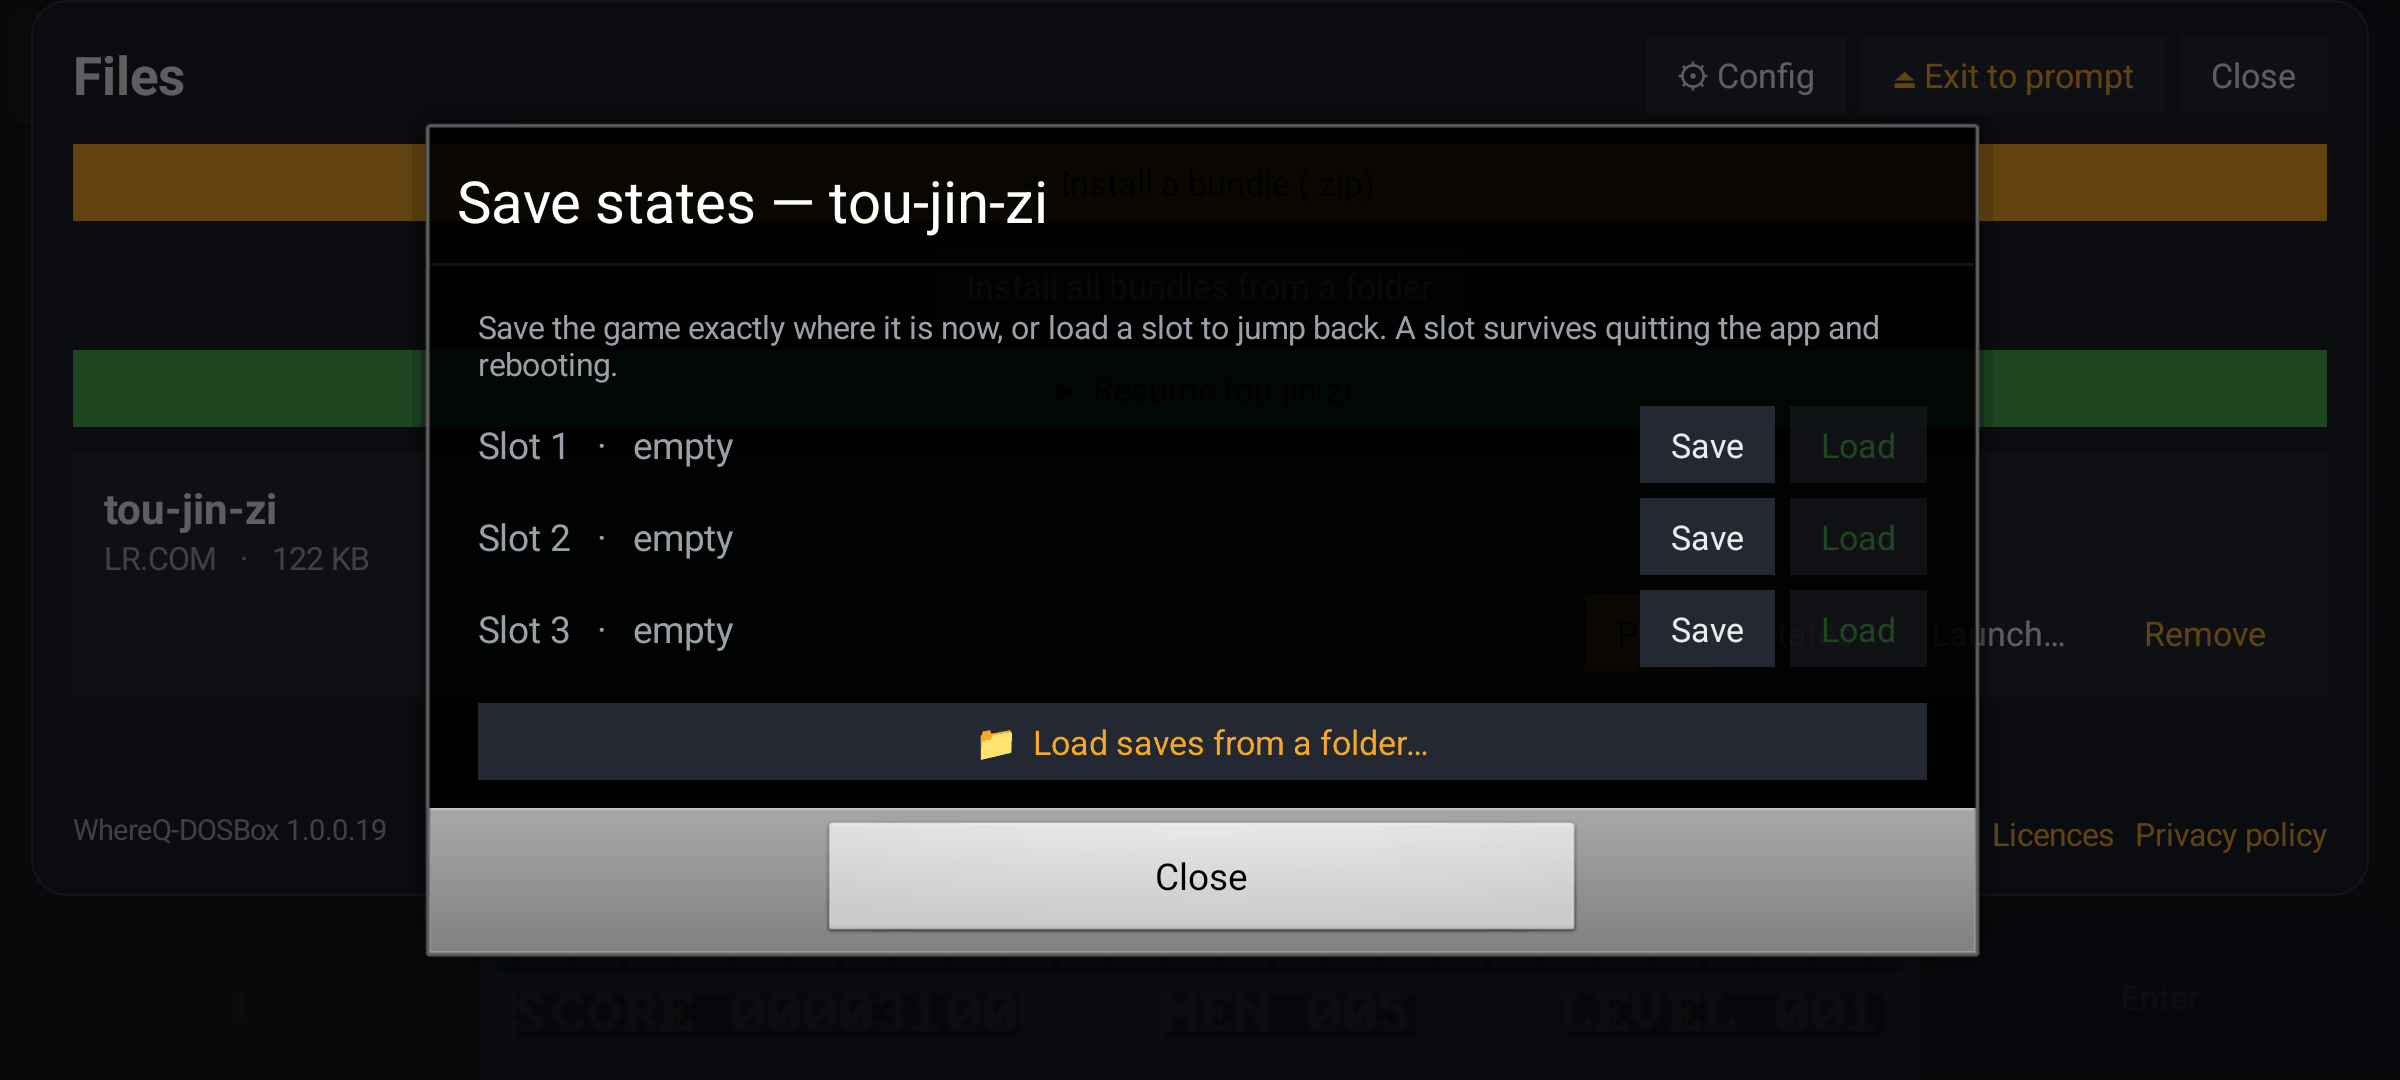 Files
⚙ Config
⏏ Exit to prompt
Close
Install a bundle (.zip)
Save states — tou-jin-zi
Install all bundles from a folder
Save the game exactly where it is now, or load a slot to jump back. A slot survives quitting the app and
rebooting.
▶ Resume tou-jin-zi
Slot 1 · empty
Save
Load
tou-jin-zi
LR.COM · 122 KB
Slot 2 · empty
Save
Load
Slot 3 · empty
Save
Load
Launch...
Remove
📁 Load saves from a folder...
WhereQ-DOSBox 1.0.0.19
Licences
Privacy policy
Close
↓
SCORE 00003100
MEN 005
LEVEL 001
Enter